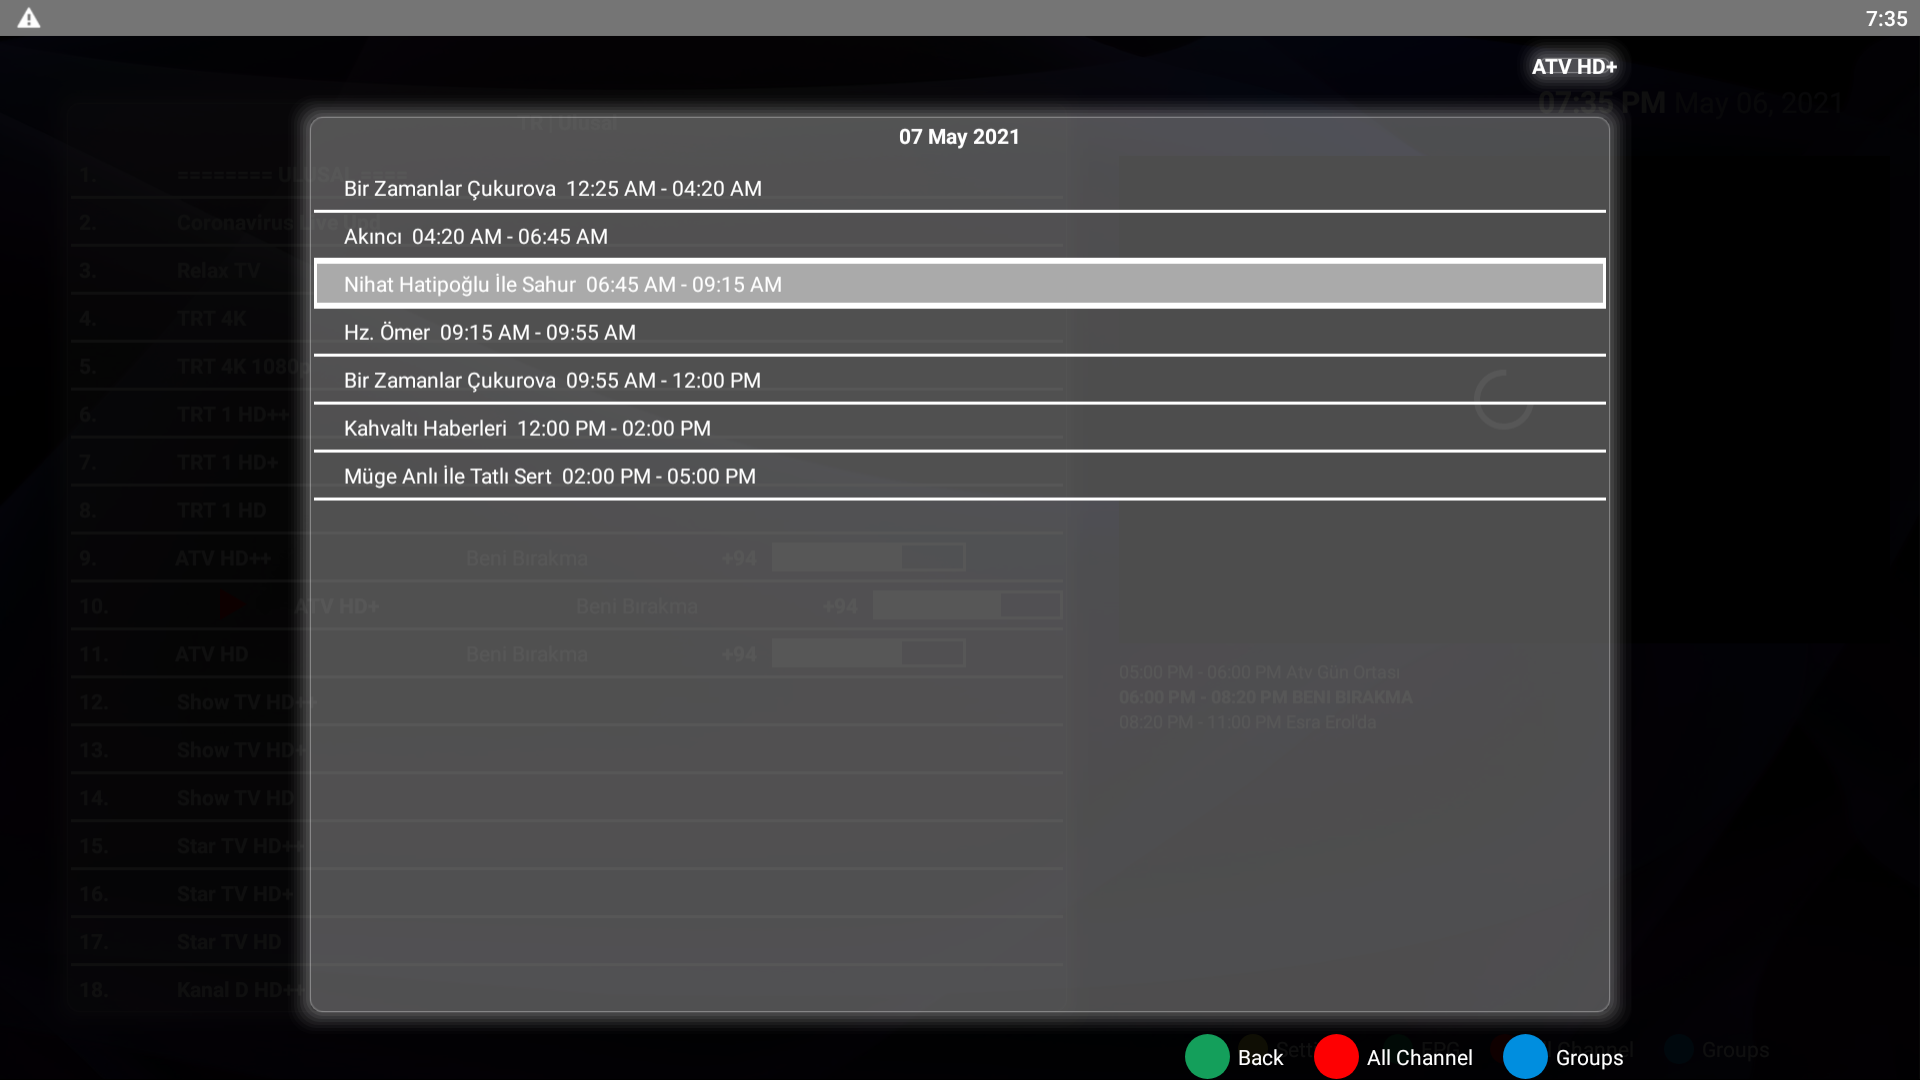 7:35
ATV HD+
07:35 PM May 06, 2021
TR | Ulusal
07 May 2021
1. ======== ULUSAL ====
Bir Zamanlar Çukurova 12:25 AM - 04:20 AM
2. Coronavirus Live Upd
Akıncı 04:20 AM - 06:45 AM
3. Relax TV
Nihat Hatipoğlu İle Sahur 06:45 AM - 09:15 AM
4. TRT 4K
Hz. Ömer 09:15 AM - 09:55 AM
5. TRT 4K 1080p
Bir Zamanlar Çukurova 09:55 AM - 12:00 PM
6. TRT 1 HD++
Kahvaltı Haberleri 12:00 PM - 02:00 PM
7. TRT 1 HD+
Müge Anlı İle Tatlı Sert 02:00 PM - 05:00 PM
8. TRT 1 HD
9. ATV HD++ Beni Bırakma +94
10. ATV HD+ Beni Bırakma +94
11. ATV HD Beni Bırakma +94
12. Show TV HD++
13. Show TV HD+
14. Show TV HD
15. Star TV HD++
16. Star TV HD+
17. Star TV HD
18. Kanal D HD++
05:00 PM - 06:00 PM Atv Gün Ortası
06:00 PM - 08:20 PM BENI BIRAKMA
08:20 PM - 11:00 PM Esra Erol'da
Back All Channel Groups
EPG Channel Groups